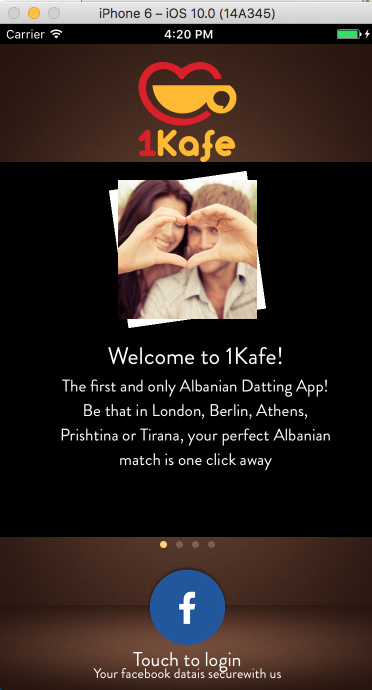 iPhone 6 – iOS 10.0 (14A345)
Carrier 4:20 PM
1Kafe
Welcome to 1Kafe!
The first and only Albanian Datting App!
Be that in London, Berlin, Athens,
Prishtina or Tirana, your perfect Albanian
match is one click away
f
Touch to login
Your facebook datais securewith us